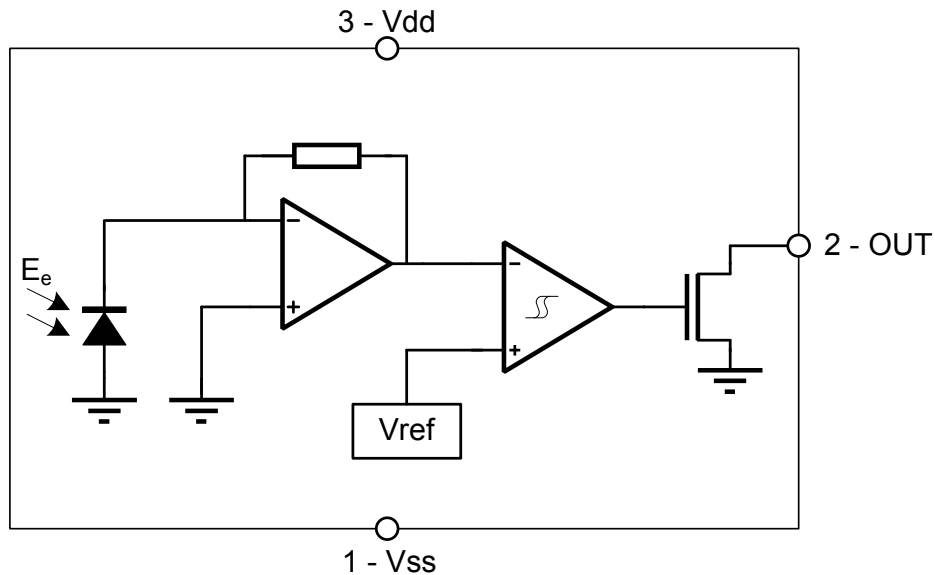 3 - Vdd
−
+
Ee
−
+
2 - OUT
Vref
1 - Vss